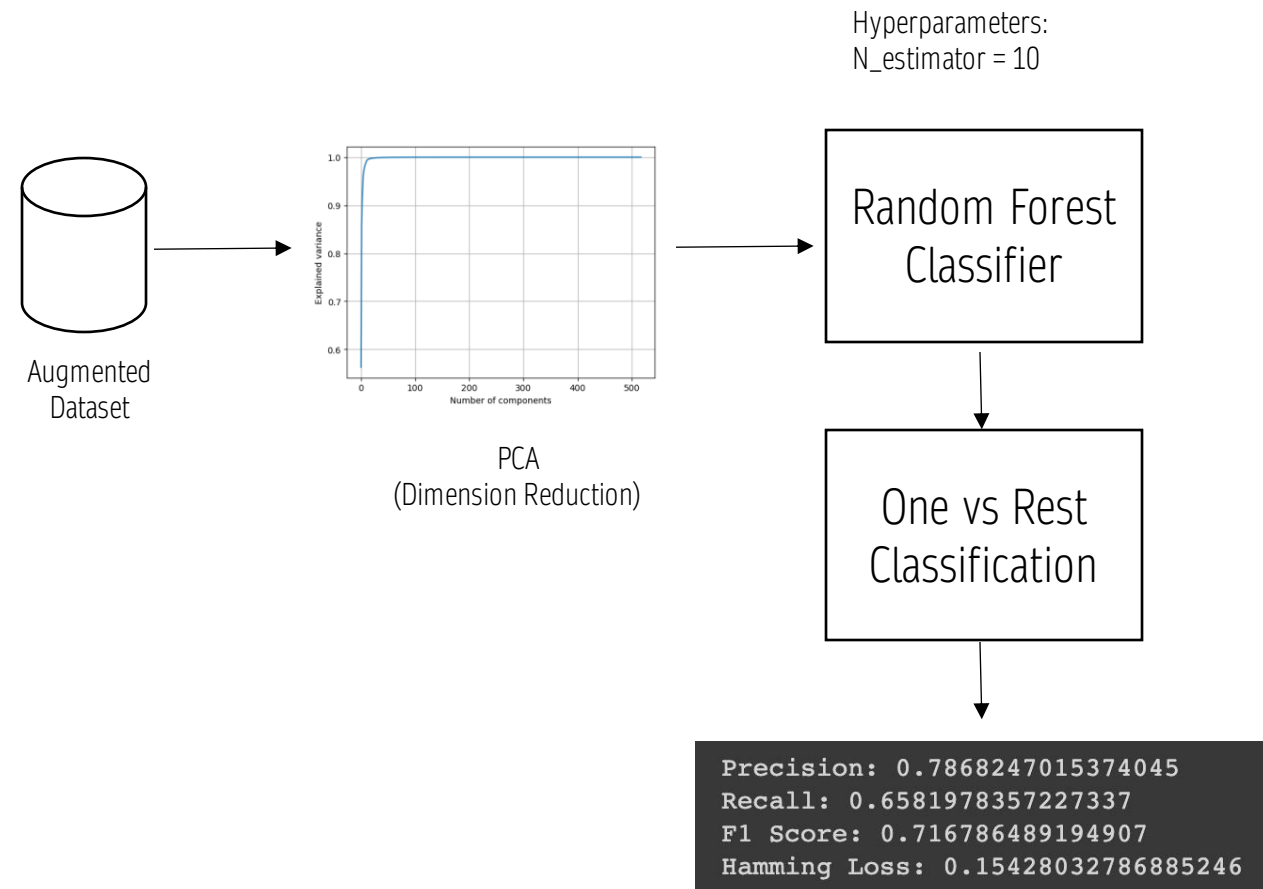 Hyperparameters:
N_estimator = 10
Augmented
Dataset
1.0
0.9
0.8
0.7
0.6
Explained variance
0
100
200
300
400
500
Number of components
PCA
(Dimension Reduction)
Random Forest
Classifier
One vs Rest
Classification
Precision: 0.7868247015374045
Recall: 0.6581978357227337
F1 Score: 0.716786489194907
Hamming Loss: 0.15428032786885246